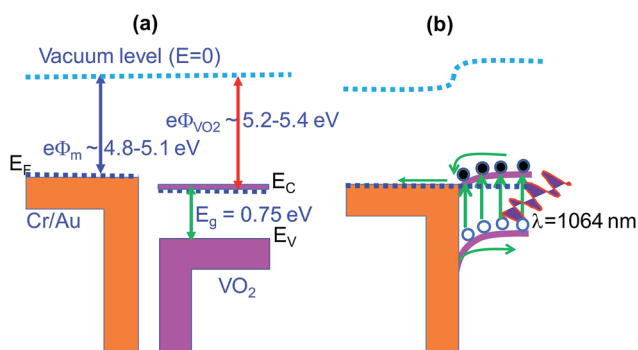 (a)
(b)
Vacuum level (E=0)
eΦVO2 ~ 5.2-5.4 eV
eΦm ~ 4.8-5.1 eV
EF
EC
Cr/Au
Eg = 0.75 eV
EV
VO2
λ=1064 nm